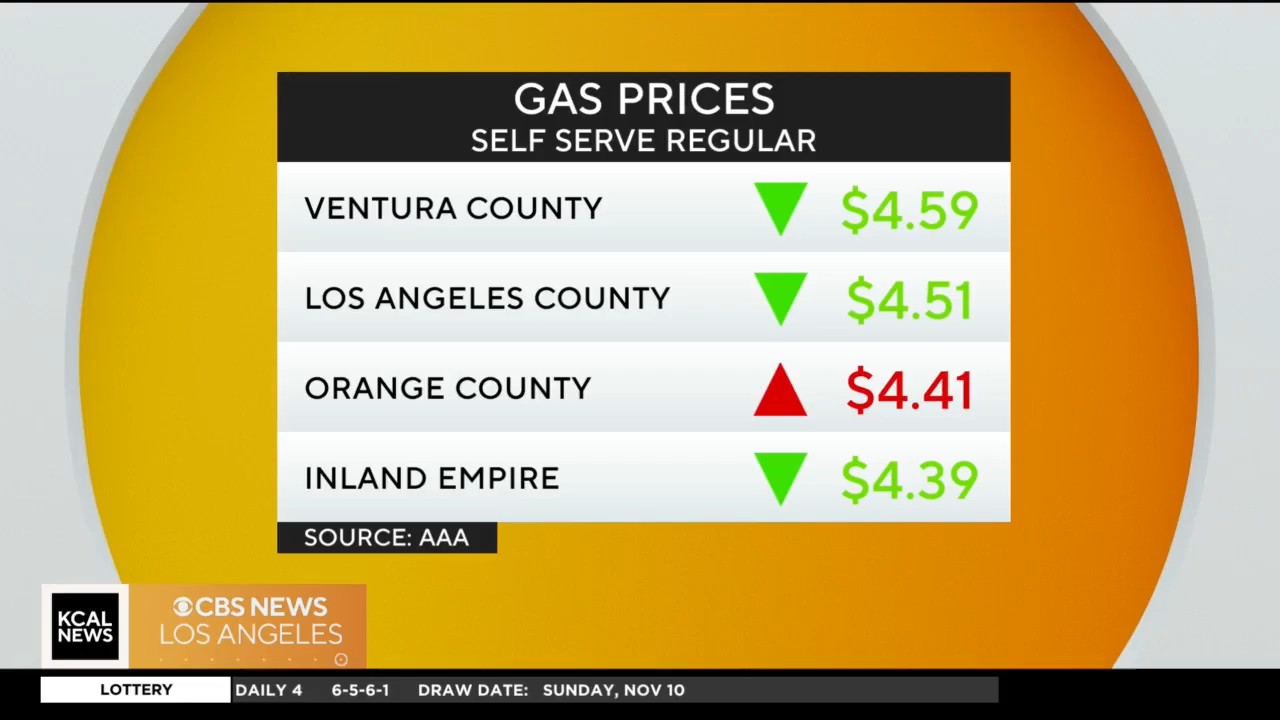 GAS PRICES
SELF SERVE REGULAR
VENTURA COUNTY $4.59
LOS ANGELES COUNTY $4.51
ORANGE COUNTY $4.41
INLAND EMPIRE $4.39
SOURCE: AAA
KCAL
NEWS
CBS NEWS
LOS ANGELES
LOTTERY DAILY 4 6-5-6-1 DRAW DATE: SUNDAY, NOV 10